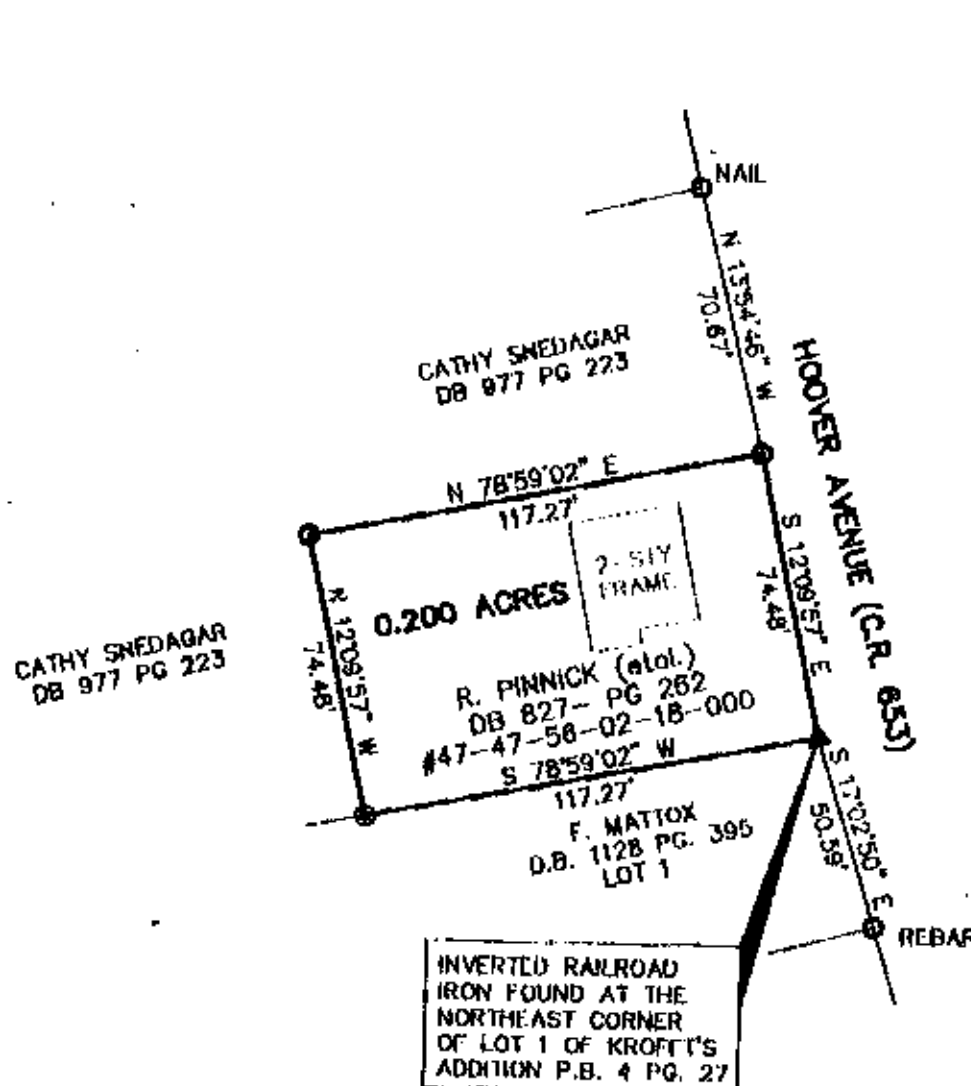 NAIL
N 13°54'46" W
70.67'
CATHY SNEDAGAR
DB 977 PG 223
HOOVER AVENUE (C.R. 653)
N 78°59'02" E
117.27'
S 12°09'57" E
74.48'
2-STY
FRAME
0.200 ACRES
N 12°09'57" W
74.48'
CATHY SNEDAGAR
DB 977 PG 223
R. PINNICK (etal.)
DB 827- PG 262
#47-47-56-02-18-000
S 78°59'02" W
117.27'
F. MATTOX
D.B. 1128 PG. 395
LOT 1
S 17°02'50" E
50.39'
REBAR
INVERTED RAILROAD
IRON FOUND AT THE
NORTHEAST CORNER
OF LOT 1 OF KROFFT'S
ADDITION P.B. 4 PG. 27